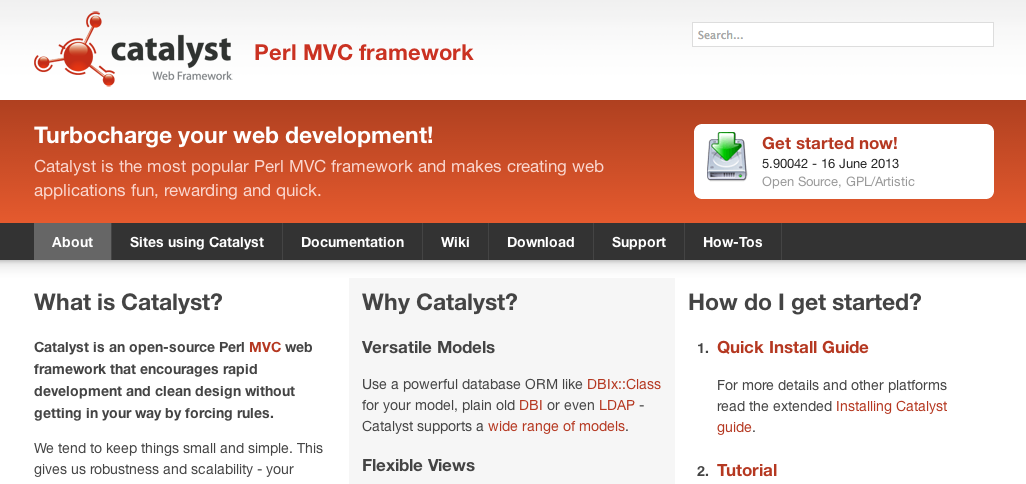 catalyst
Web Framework
Perl MVC framework
Search...
Turbocharge your web development!
Catalyst is the most popular Perl MVC framework and makes creating web
applications fun, rewarding and quick.
Get started now!
5.90042 - 16 June 2013
Open Source, GPL/Artistic
About Sites using Catalyst Documentation Wiki Download Support How-Tos
What is Catalyst?
Catalyst is an open-source Perl MVC web
framework that encourages rapid
development and clean design without
getting in your way by forcing rules.
We tend to keep things small and simple. This
gives us robustness and scalability - your
Why Catalyst?
Versatile Models
Use a powerful database ORM like DBIx::Class
for your model, plain old DBI or even LDAP -
Catalyst supports a wide range of models.
Flexible Views
How do I get started?
1. Quick Install Guide
For more details and other platforms
read the extended Installing Catalyst
guide.
2. Tutorial